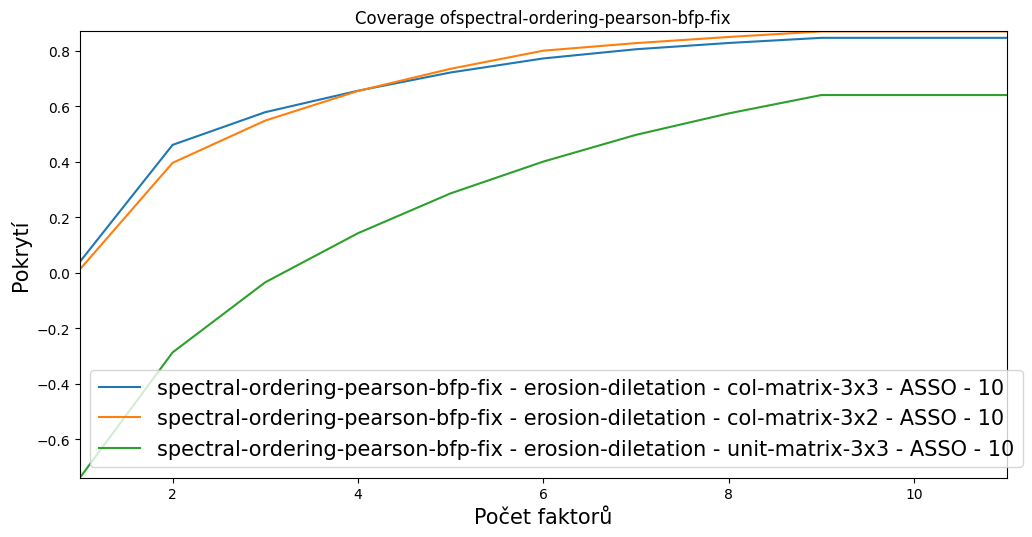 Coverage ofspectral-ordering-pearson-bfp-fix
0.8
0.6
0.4
0.2
0.0
−0.2
−0.4
−0.6
Pokrytí
spectral-ordering-pearson-bfp-fix - erosion-diletation - col-matrix-3x3 - ASSO - 10
spectral-ordering-pearson-bfp-fix - erosion-diletation - col-matrix-3x2 - ASSO - 10
spectral-ordering-pearson-bfp-fix - erosion-diletation - unit-matrix-3x3 - ASSO - 10
2 4 6 8 10
Počet faktorů